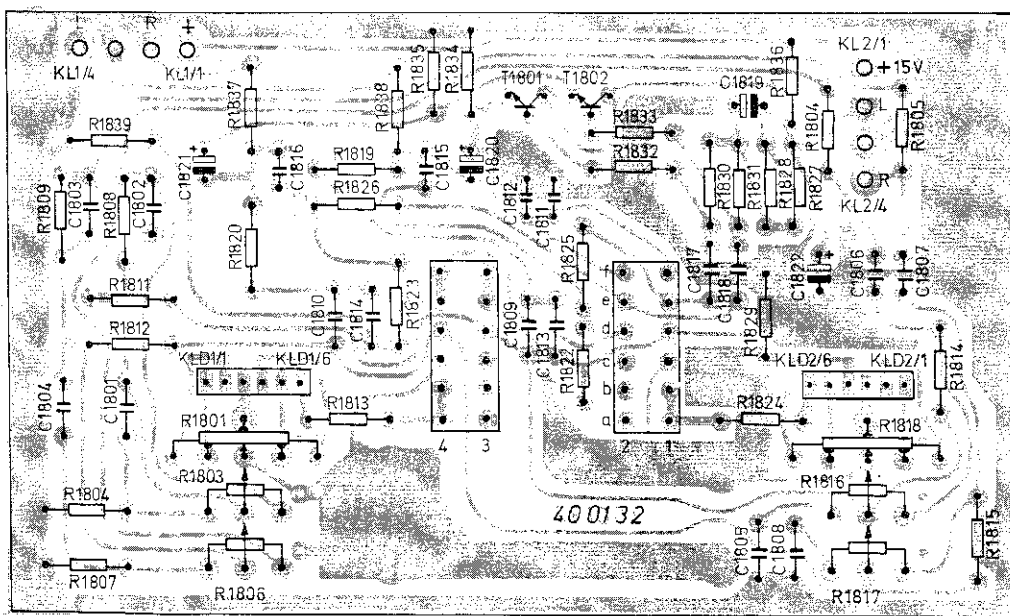 - R +
KL1/4 KL1/1
R1839
R1837
R1838
R1835
R1834
T1801 T1802
C1819
R1836
KL2/1
+15V
L
R
KL2/4
R1804
R1805
R1833
R1832
C1821 +
C1816
R1819
R1826
C1815
+ C1820
C1812
C1811
R1830
R1831
R1828
R1827
R1809
C1803
R1808
C1802
R1820
R1825
C1817
C1818
C1822 +
C1806
C1807
R1811
R1812
C1810
C1814
R1823
C1809
C1813
R1822
R1829
f
e
d
c
b
a
KLD1/1 KLD1/6
KLD2/6 KLD2/1
R1814
C1804
C1801
R1801
R1813
4 3
2 1
R1824
R1818
R1803
R1816
R1804
400132
C1805
C1808
R1815
R1807
R1806
R1817